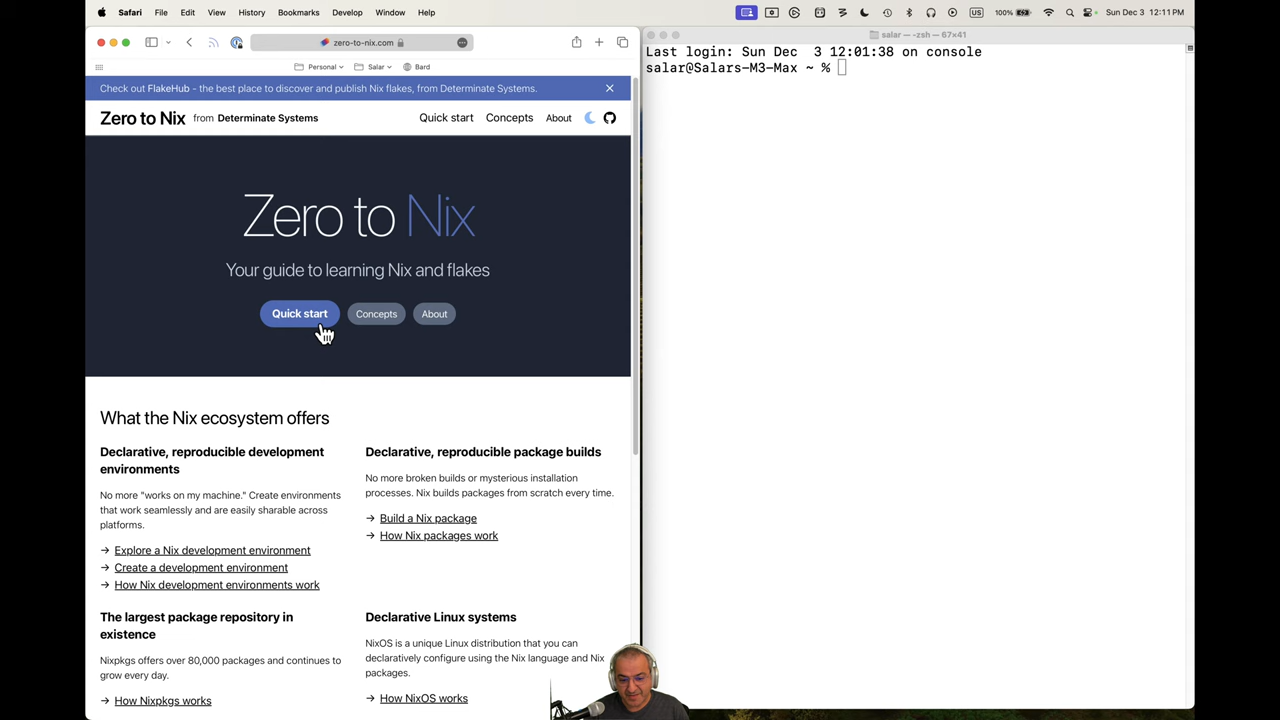 Safari File Edit View History Bookmarks Develop Window Help
US 100% Sun Dec 3 12:11 PM
zero-to-nix.com
Personal Salar Bard
Check out FlakeHub - the best place to discover and publish Nix flakes, from Determinate Systems.
Zero to Nix from Determinate Systems Quick start Concepts About
Zero to Nix
Your guide to learning Nix and flakes
Quick start Concepts About
What the Nix ecosystem offers
Declarative, reproducible development
environments
No more "works on my machine." Create environments
that work seamlessly and are easily sharable across
platforms.
→ Explore a Nix development environment
→ Create a development environment
→ How Nix development environments work
Declarative, reproducible package builds
No more broken builds or mysterious installation
processes. Nix builds packages from scratch every time.
→ Build a Nix package
→ How Nix packages work
The largest package repository in
existence
Nixpkgs offers over 80,000 packages and continues to
grow every day.
→ How Nixpkgs works
Declarative Linux systems
NixOS is a unique Linux distribution that you can
declaratively configure using the Nix language and Nix
packages.
→ How NixOS works
salar — -zsh — 67×41
Last login: Sun Dec  3 12:01:38 on console
salar@Salars-M3-Max ~ %